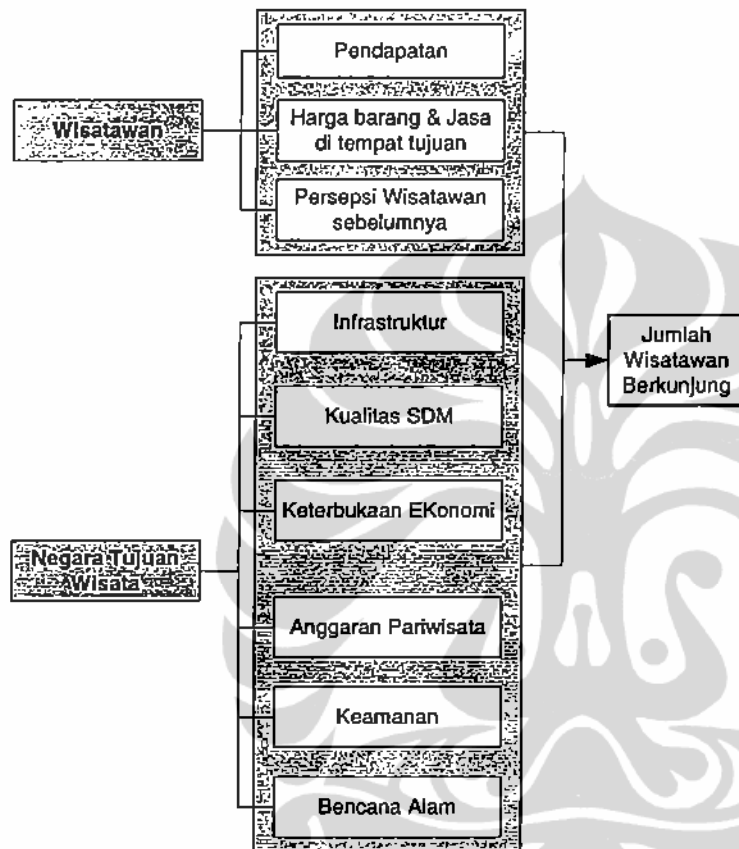 Pendapatan
Wisatawan
Harga barang & Jasa
di tempat tujuan
Persepsi Wisatawan
sebelumnya
Infrastruktur
Jumlah
Wisatawan
Berkunjung
Kualitas SDM
Keterbukaan EKonomi
Negara Tujuan
Wisata
Anggaran Pariwisata
Keamanan
Bencana Alam